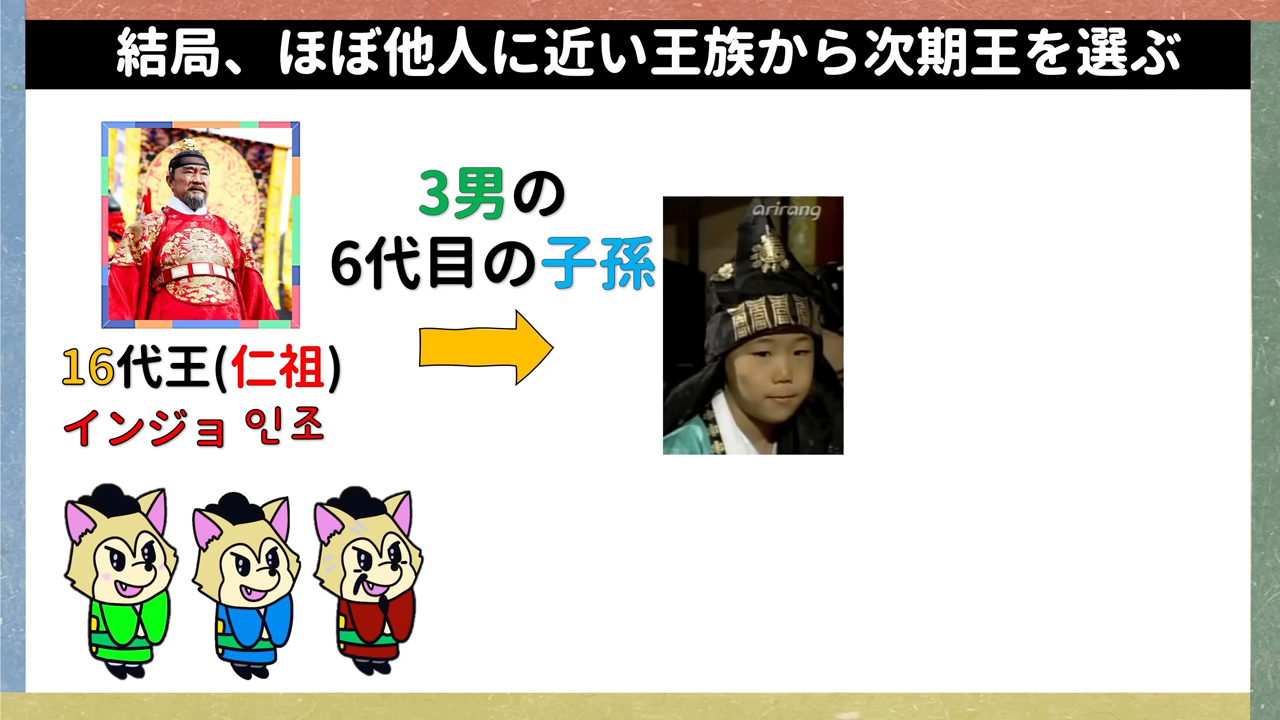 結局、ほぼ他人に近い王族から次期王を選ぶ
3男の
6代目の子孫
arirang
16代王(仁祖)
インジョ 인조